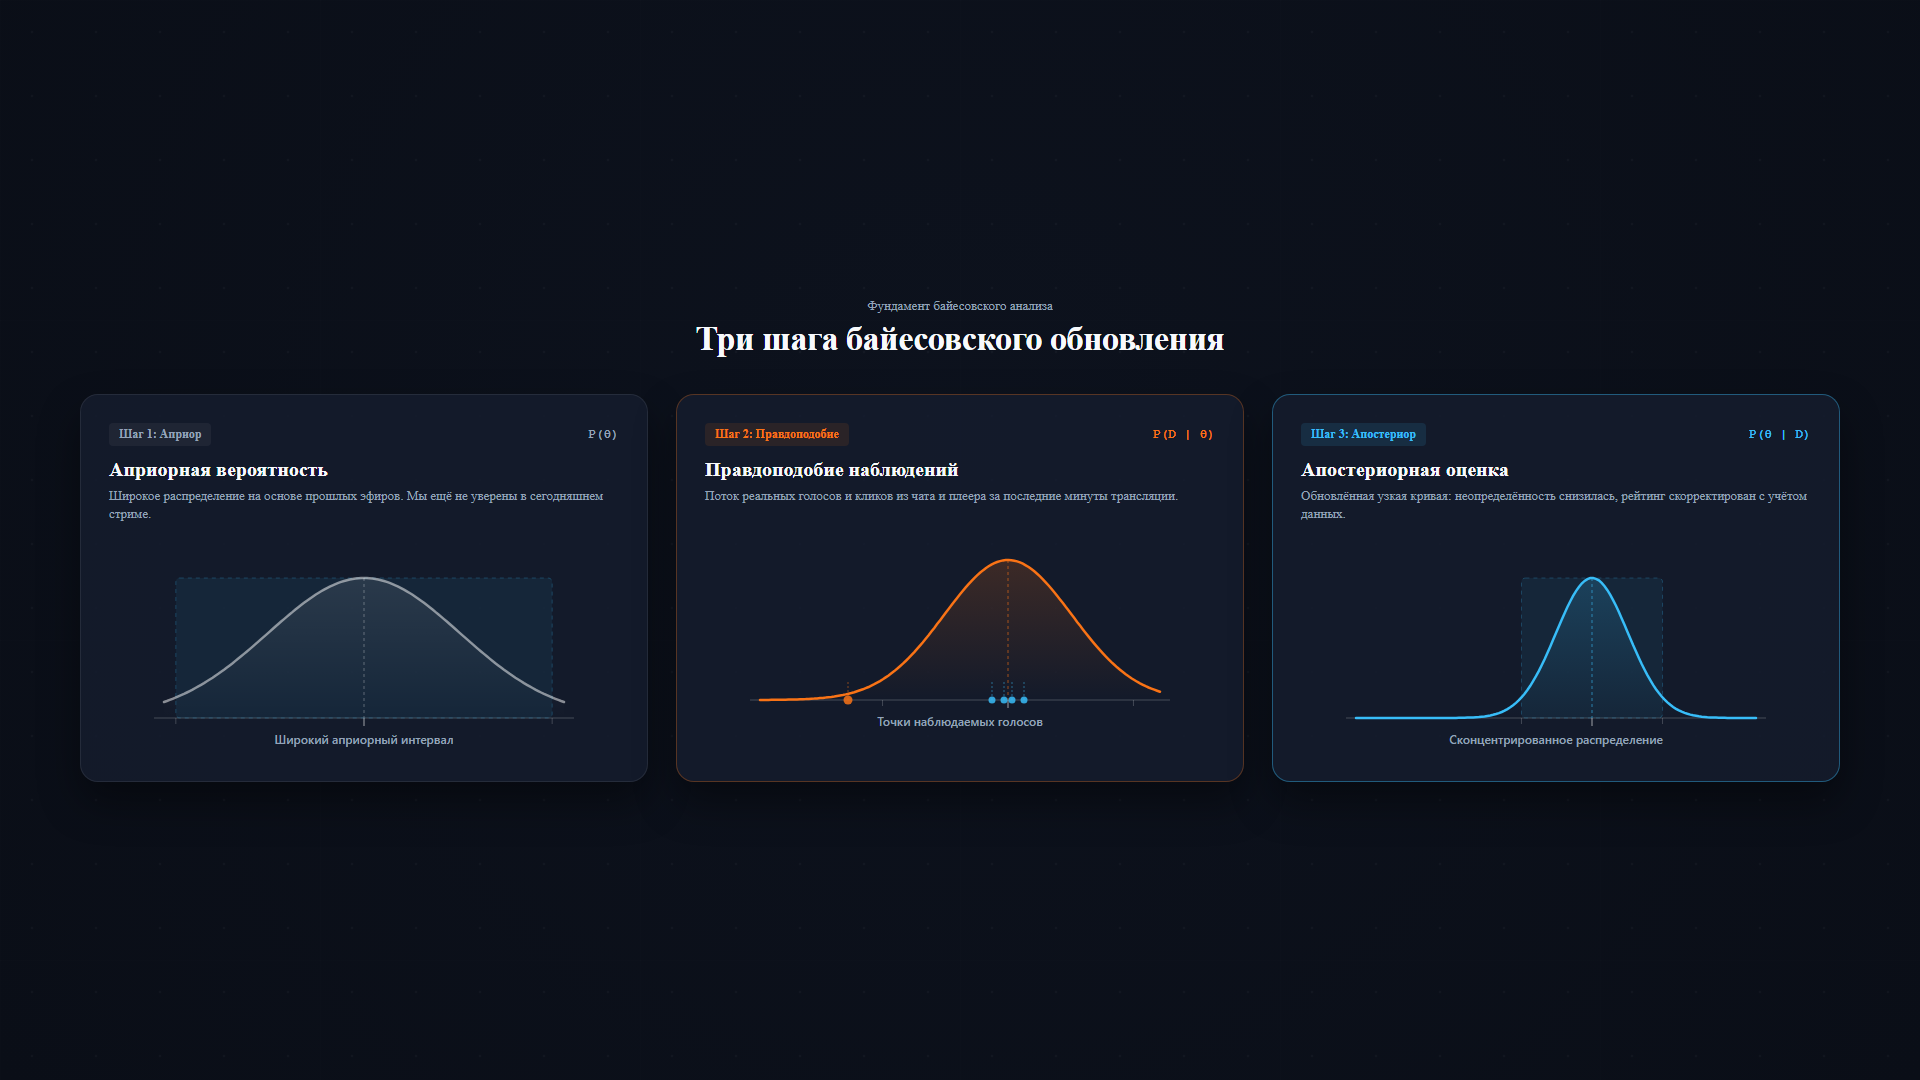 Фундамент байесовского анализа
Три шага байесовского обновления
Шаг 1: Априор
P(θ)
Априорная вероятность
Широкое распределение на основе прошлых эфиров. Мы ещё не уверены в сегодняшнем
стриме.
Широкий априорный интервал
Шаг 2: Правдоподобие
P(D | θ)
Правдоподобие наблюдений
Поток реальных голосов и кликов из чата и плеера за последние минуты трансляции.
Точки наблюдаемых голосов
Шаг 3: Апостериор
P(θ | D)
Апостериорная оценка
Обновлённая узкая кривая: неопределённость снизилась, рейтинг скорректирован с учётом
данных.
Сконцентрированное распределение